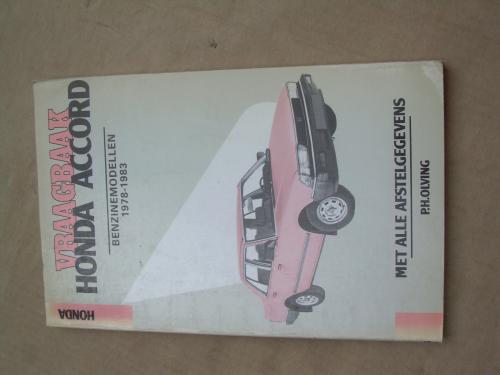 VRAAGBAAK
HONDA ACCORD
BENZINEMODELLEN
1978-1983
MET ALLE AFSTELGEGEVENS
P.H.OLVING
HONDA